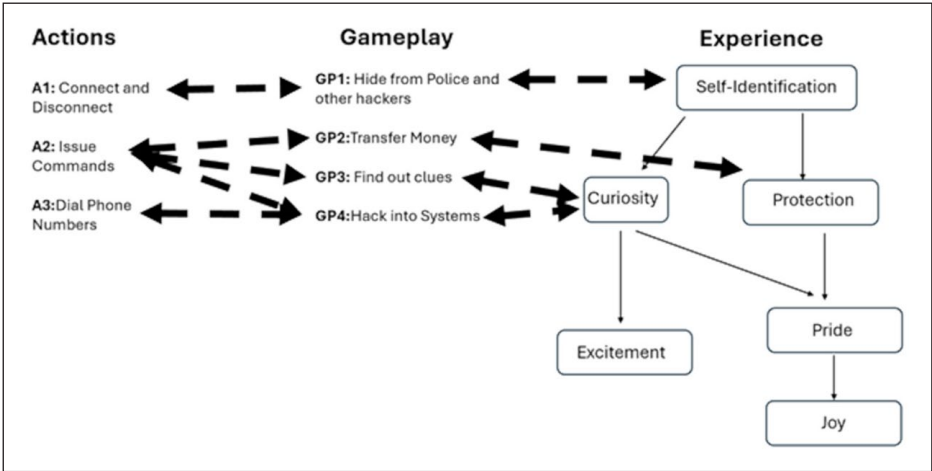 Actions
Gameplay
Experience
A1: Connect and
Disconnect
A2: Issue
Commands
A3:Dial Phone
Numbers
GP1: Hide from Police and
other hackers
GP2:Transfer Money
GP3: Find out clues
GP4:Hack into Systems
Self-Identification
Curiosity
Protection
Excitement
Pride
Joy